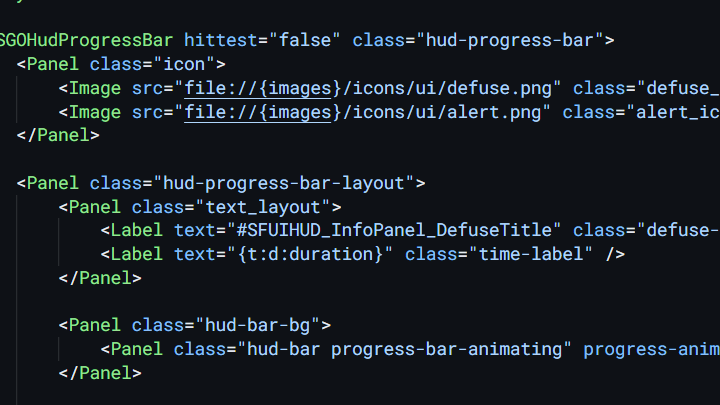 SGOHudProgressBar hittest="false" class="hud-progress-bar">
<Panel class="icon">
<Image src="file://{images}/icons/ui/defuse.png" class="defuse_
<Image src="file://{images}/icons/ui/alert.png" class="alert_ic
</Panel>
<Panel class="hud-progress-bar-layout">
<Panel class="text_layout">
<Label text="#SFUIHUD_InfoPanel_DefuseTitle" class="defuse-
<Label text="{t:d:duration}" class="time-label" />
</Panel>
<Panel class="hud-bar-bg">
<Panel class="hud-bar progress-bar-animating" progress-anim
</Panel>